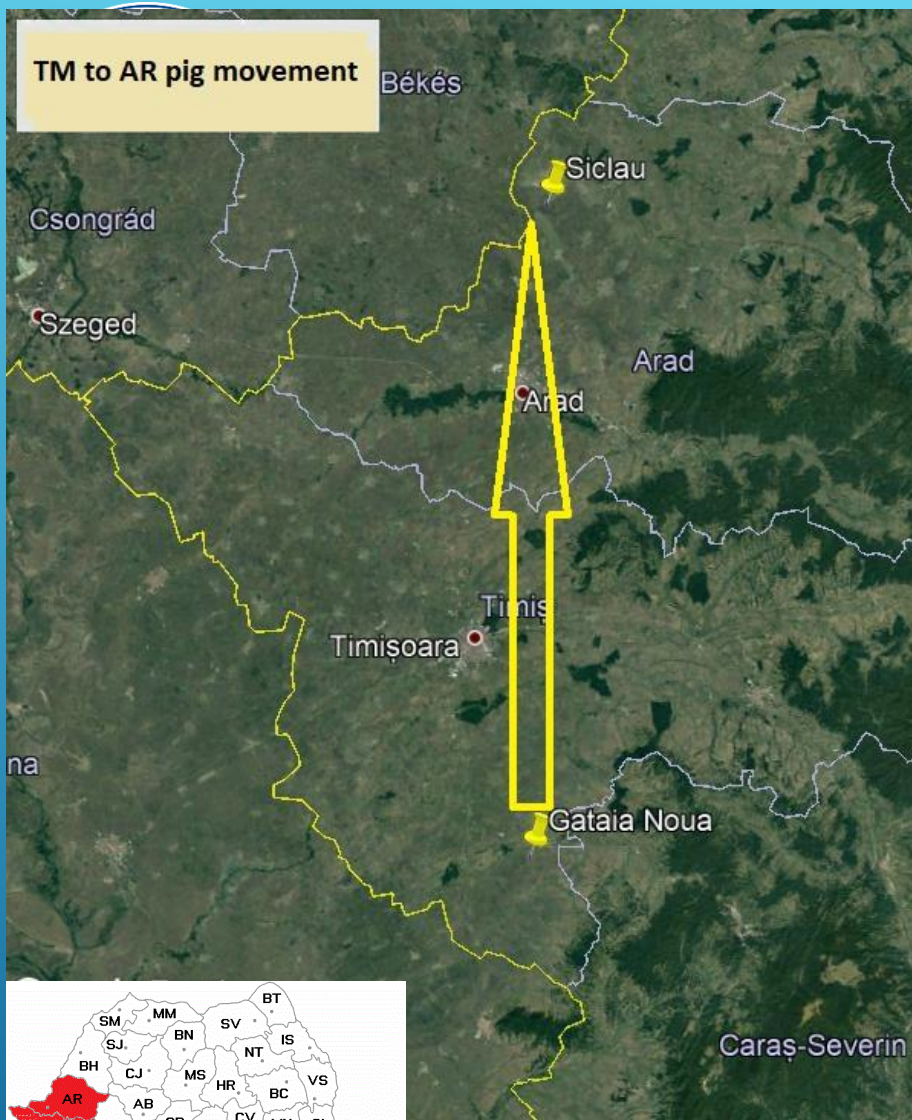 TM to AR pig movement
Békés
Siclau
Csongrád
Szeged
Arad
Arad
Timiș
Timișoara
na
Gataia Noua
Caraș-Severin
BT
SM
MM
SV
BN
SJ
IS
BH
NT
CJ
MS
HR
VS
BC
AR
AB
CV